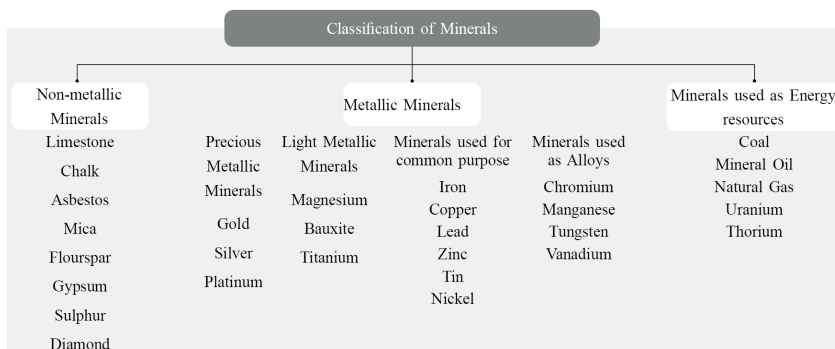 Classification of Minerals
Non-metallic
Minerals
Limestone
Chalk
Asbestos
Mica
Flourspar
Gypsum
Sulphur
Diamond
Metallic Minerals
Precious
Metallic
Minerals
Gold
Silver
Platinum
Light Metallic
Minerals
Magnesium
Bauxite
Titanium
Minerals used for
common purpose
Iron
Copper
Lead
Zinc
Tin
Nickel
Minerals used
as Alloys
Chromium
Manganese
Tungsten
Vanadium
Minerals used as Energy
resources
Coal
Mineral Oil
Natural Gas
Uranium
Thorium